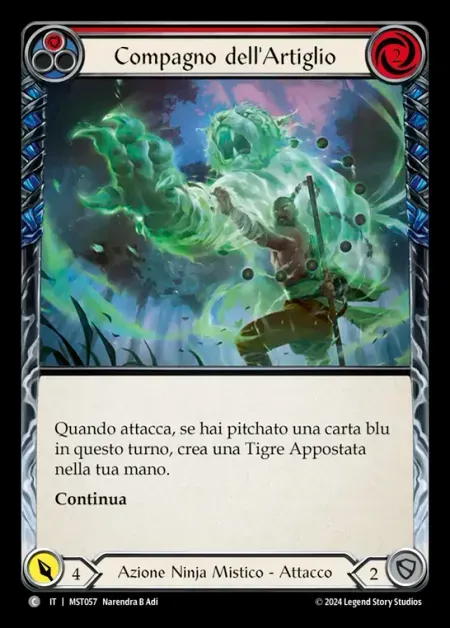 Compagno dell'Artiglio
2
Quando attacca, se hai pitchato una carta blu
in questo turno, crea una Tigre Appostata
nella tua mano.
Continua
4
Azione Ninja Mistico - Attacco
2
C IT | MST057 Narendra B Adi
© 2024 Legend Story Studios